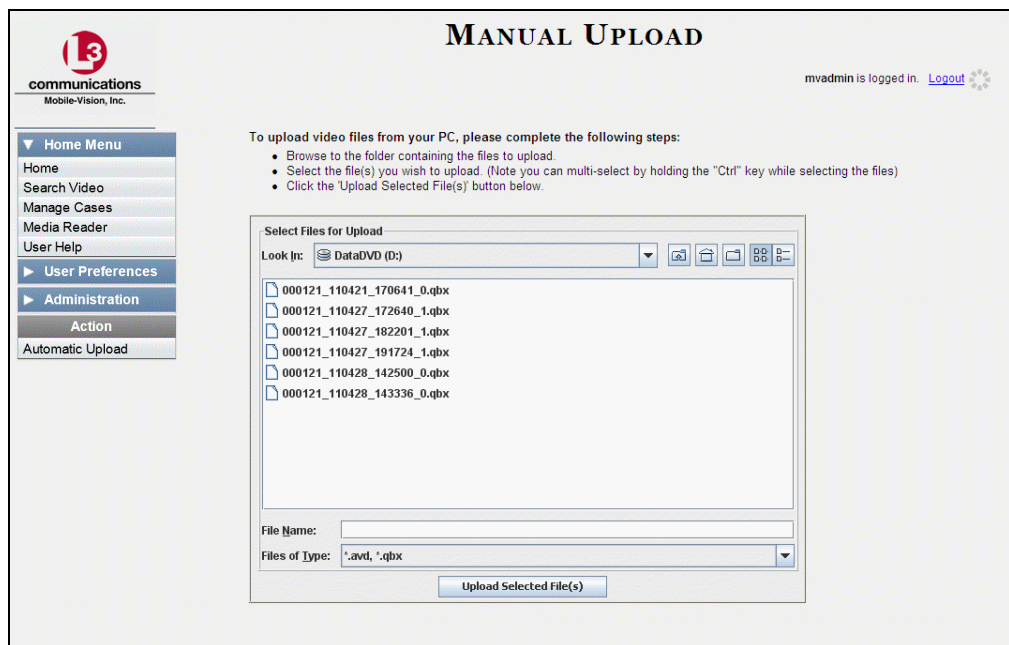 MANUAL UPLOAD
L3
communications
Mobile-Vision, Inc.
mvadmin is logged in. Logout
▼ Home Menu
Home
Search Video
Manage Cases
Media Reader
User Help
▶ User Preferences
▶ Administration
Action
Automatic Upload
To upload video files from your PC, please complete the following steps:
• Browse to the folder containing the files to upload.
• Select the file(s) you wish to upload. (Note you can multi-select by holding the "Ctrl" key while selecting the files)
• Click the 'Upload Selected File(s)' button below.
Select Files for Upload
Look In: DataDVD (D:)
000121_110421_170641_0.qbx
000121_110427_172640_1.qbx
000121_110427_182201_1.qbx
000121_110427_191724_1.qbx
000121_110428_142500_0.qbx
000121_110428_143336_0.qbx
File Name:
Files of Type: *.avd, *.qbx
Upload Selected File(s)